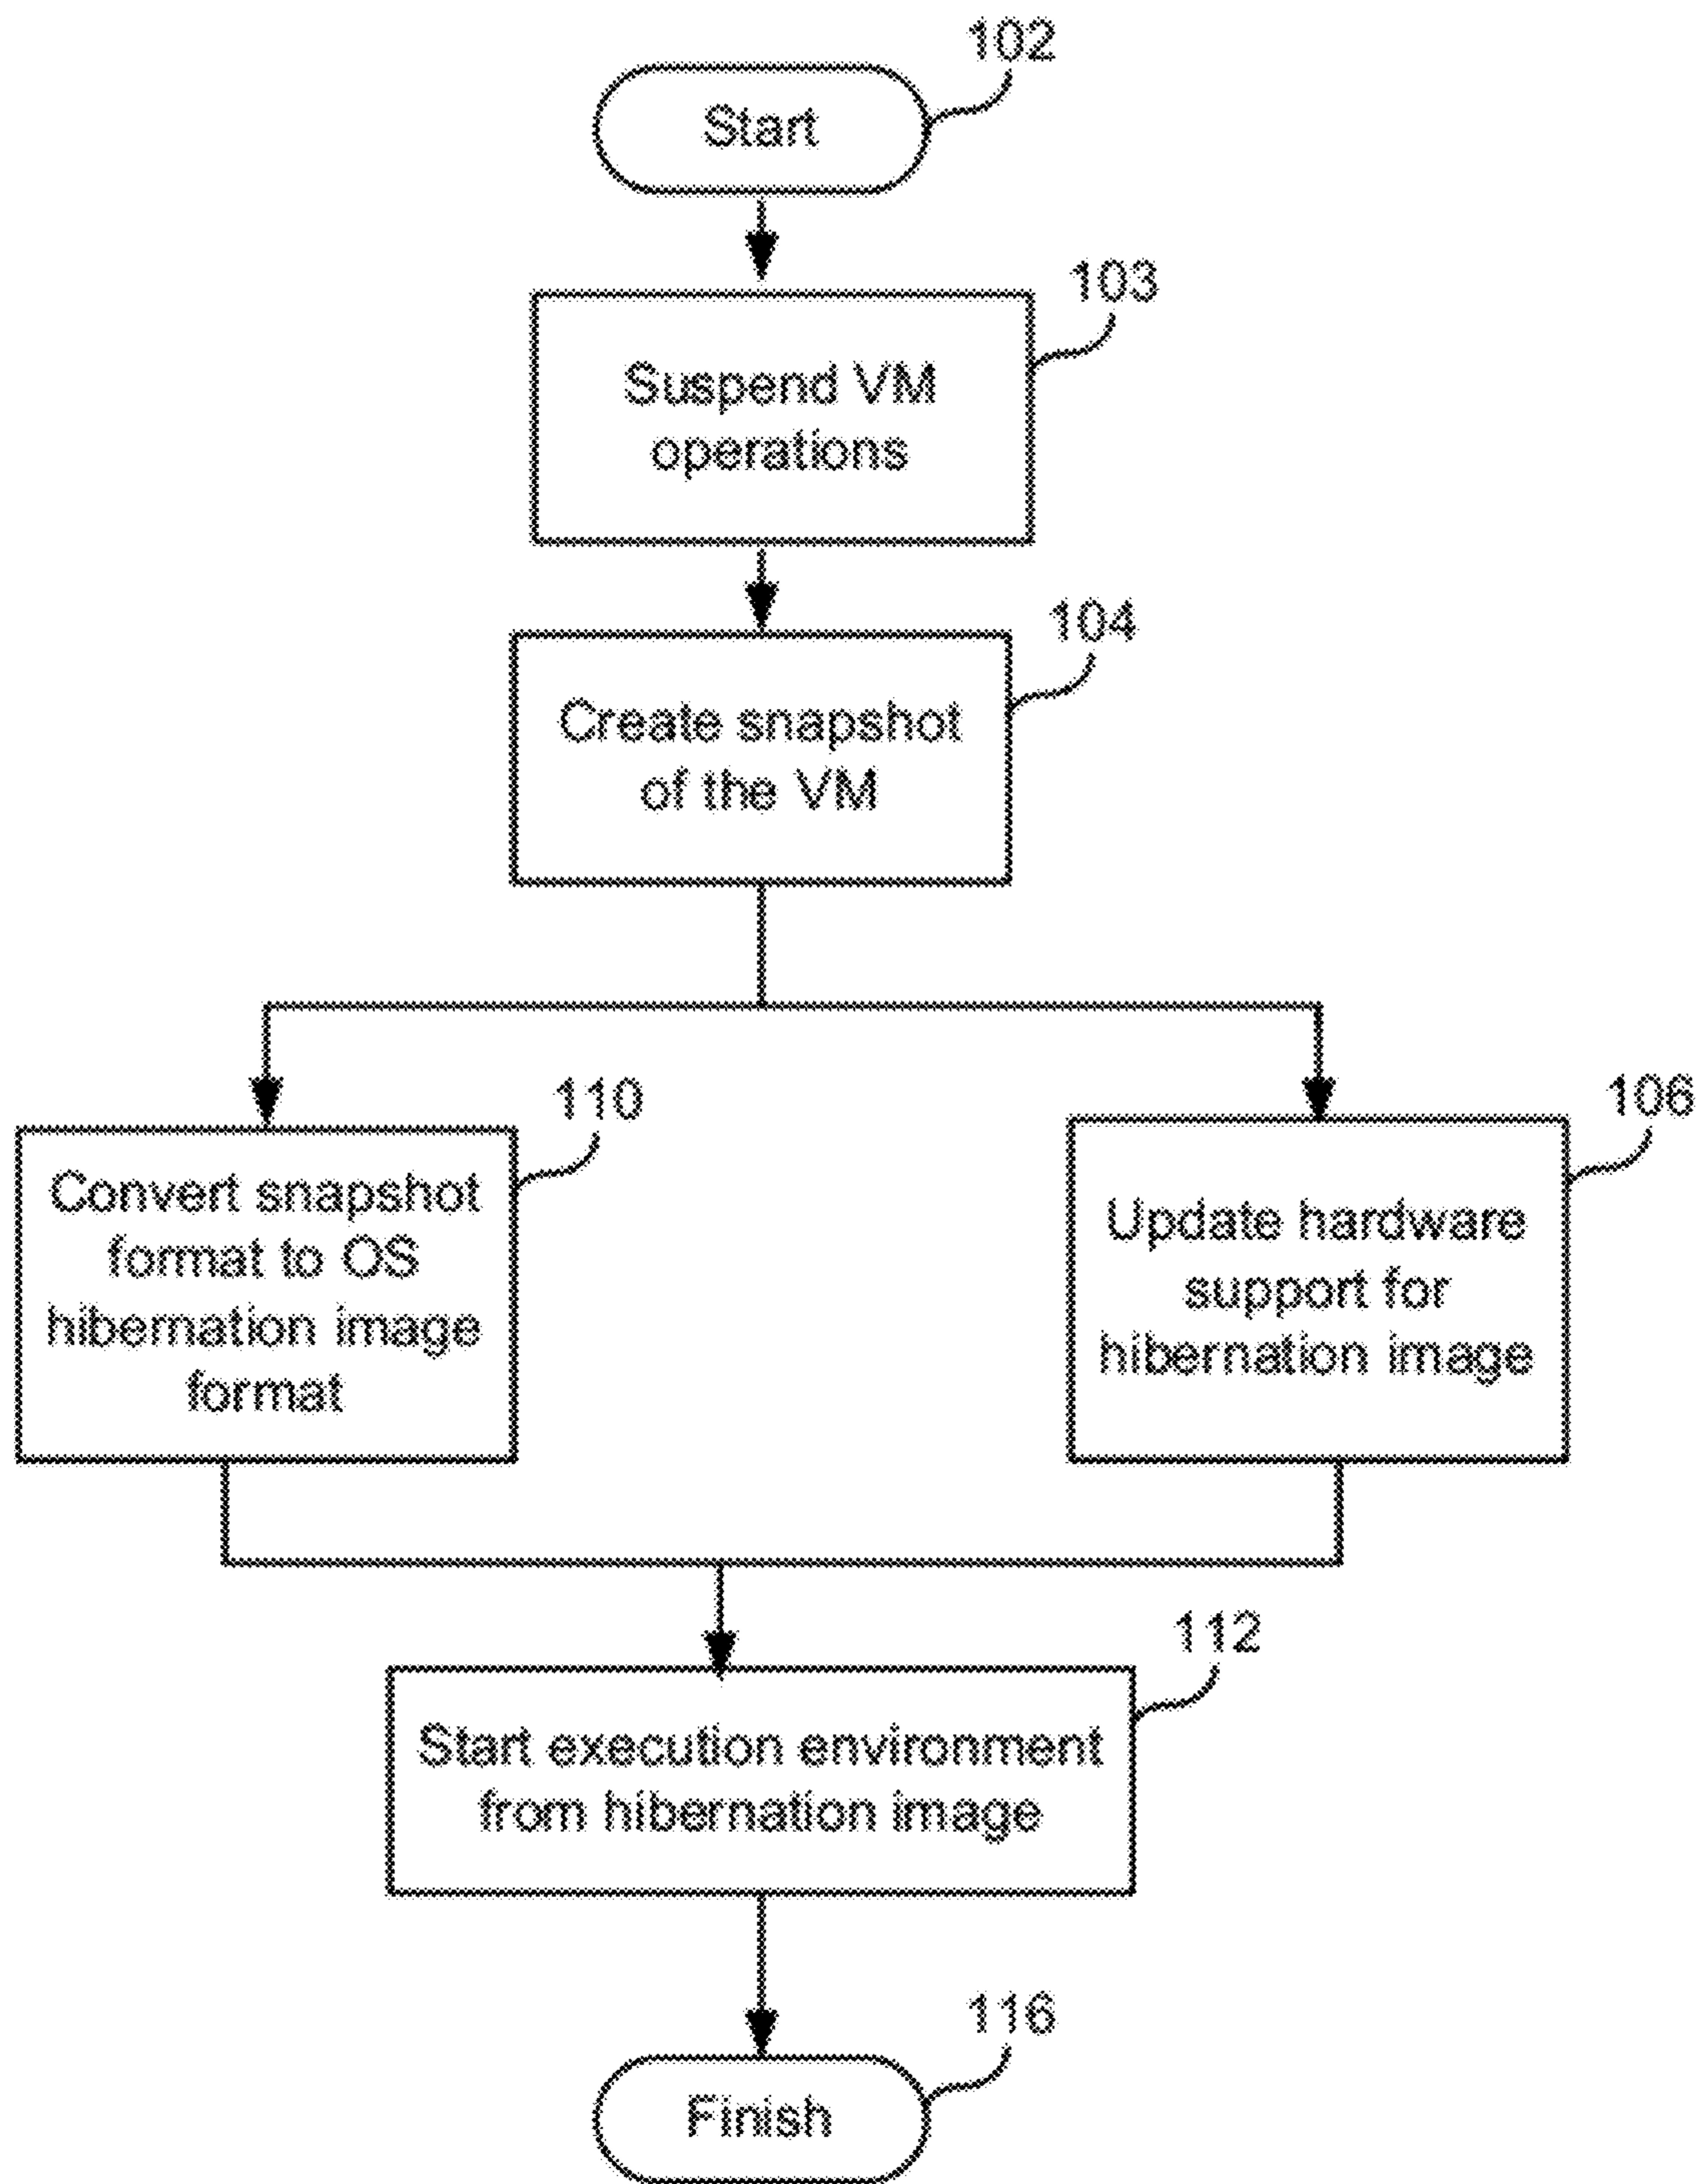 102
Start
103
Suspend VM
operations
104
Create snapshot
of the VM
110
Convert snapshot
format to OS
hibernation image
format
106
Update hardware
support for
hibernation image
112
Start execution environment
from hibernation image
116
Finish